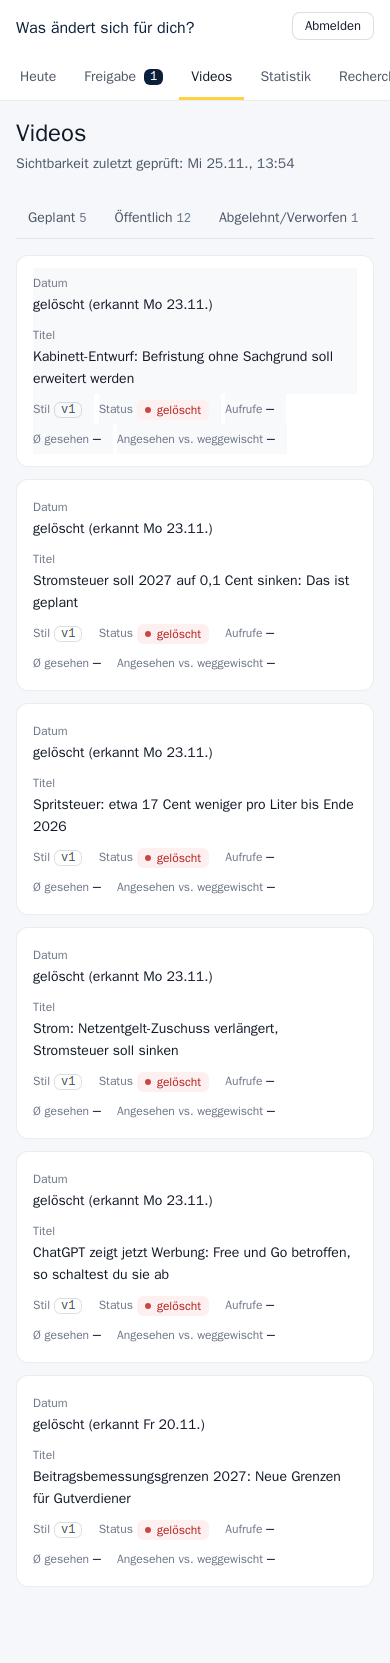 Was ändert sich für dich?
Abmelden
Heute Freigabe 1 Videos Statistik Recherch
Videos
Sichtbarkeit zuletzt geprüft: Mi 25.11., 13:54
Geplant 5 Öffentlich 12 Abgelehnt/Verworfen 1
Datum
gelöscht (erkannt Mo 23.11.)
Titel
Kabinett-Entwurf: Befristung ohne Sachgrund soll
erweitert werden
Stil v1 Status gelöscht Aufrufe –
Ø gesehen – Angesehen vs. weggewischt –
Datum
gelöscht (erkannt Mo 23.11.)
Titel
Stromsteuer soll 2027 auf 0,1 Cent sinken: Das ist
geplant
Stil v1 Status gelöscht Aufrufe –
Ø gesehen – Angesehen vs. weggewischt –
Datum
gelöscht (erkannt Mo 23.11.)
Titel
Spritsteuer: etwa 17 Cent weniger pro Liter bis Ende
2026
Stil v1 Status gelöscht Aufrufe –
Ø gesehen – Angesehen vs. weggewischt –
Datum
gelöscht (erkannt Mo 23.11.)
Titel
Strom: Netzentgelt-Zuschuss verlängert,
Stromsteuer soll sinken
Stil v1 Status gelöscht Aufrufe –
Ø gesehen – Angesehen vs. weggewischt –
Datum
gelöscht (erkannt Mo 23.11.)
Titel
ChatGPT zeigt jetzt Werbung: Free und Go betroffen,
so schaltest du sie ab
Stil v1 Status gelöscht Aufrufe –
Ø gesehen – Angesehen vs. weggewischt –
Datum
gelöscht (erkannt Fr 20.11.)
Titel
Beitragsbemessungsgrenzen 2027: Neue Grenzen
für Gutverdiener
Stil v1 Status gelöscht Aufrufe –
Ø gesehen – Angesehen vs. weggewischt –